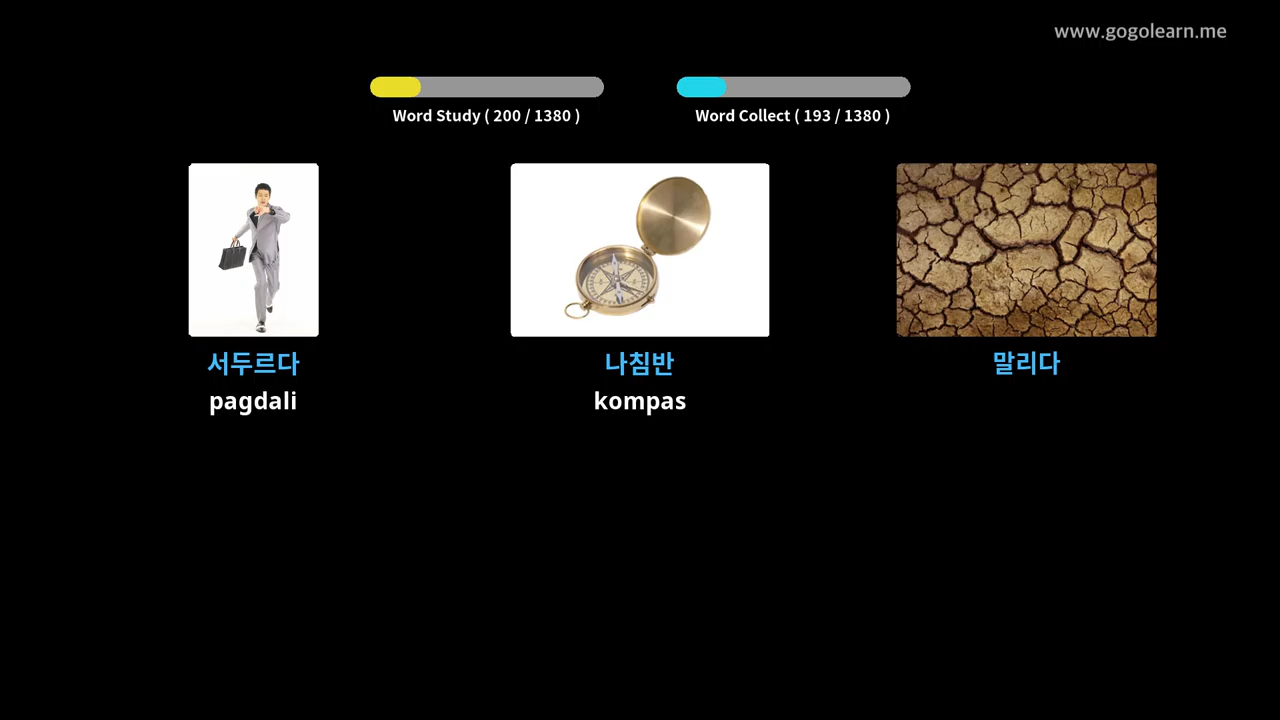 www.gogolearn.me
Word Study ( 200 / 1380 )
Word Collect ( 193 / 1380 )
서두르다
나침반
말리다
pagdali
kompas